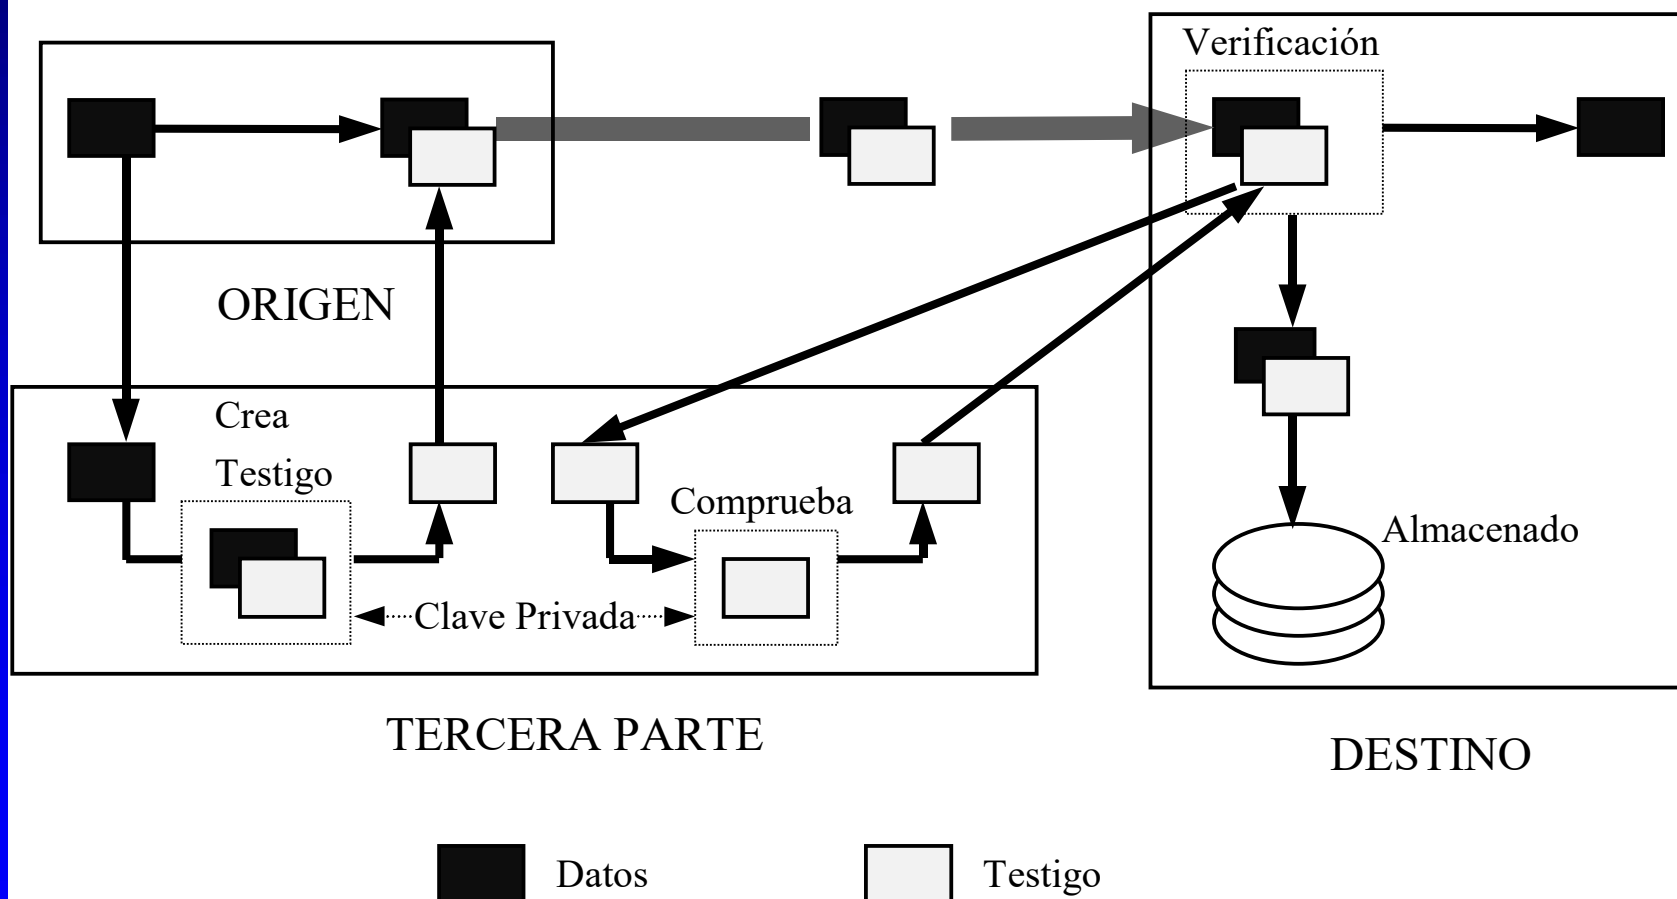 Verificación
ORIGEN
Crea
Testigo
Comprueba
Almacenado
Clave Privada
TERCERA PARTE
DESTINO
Datos
Testigo